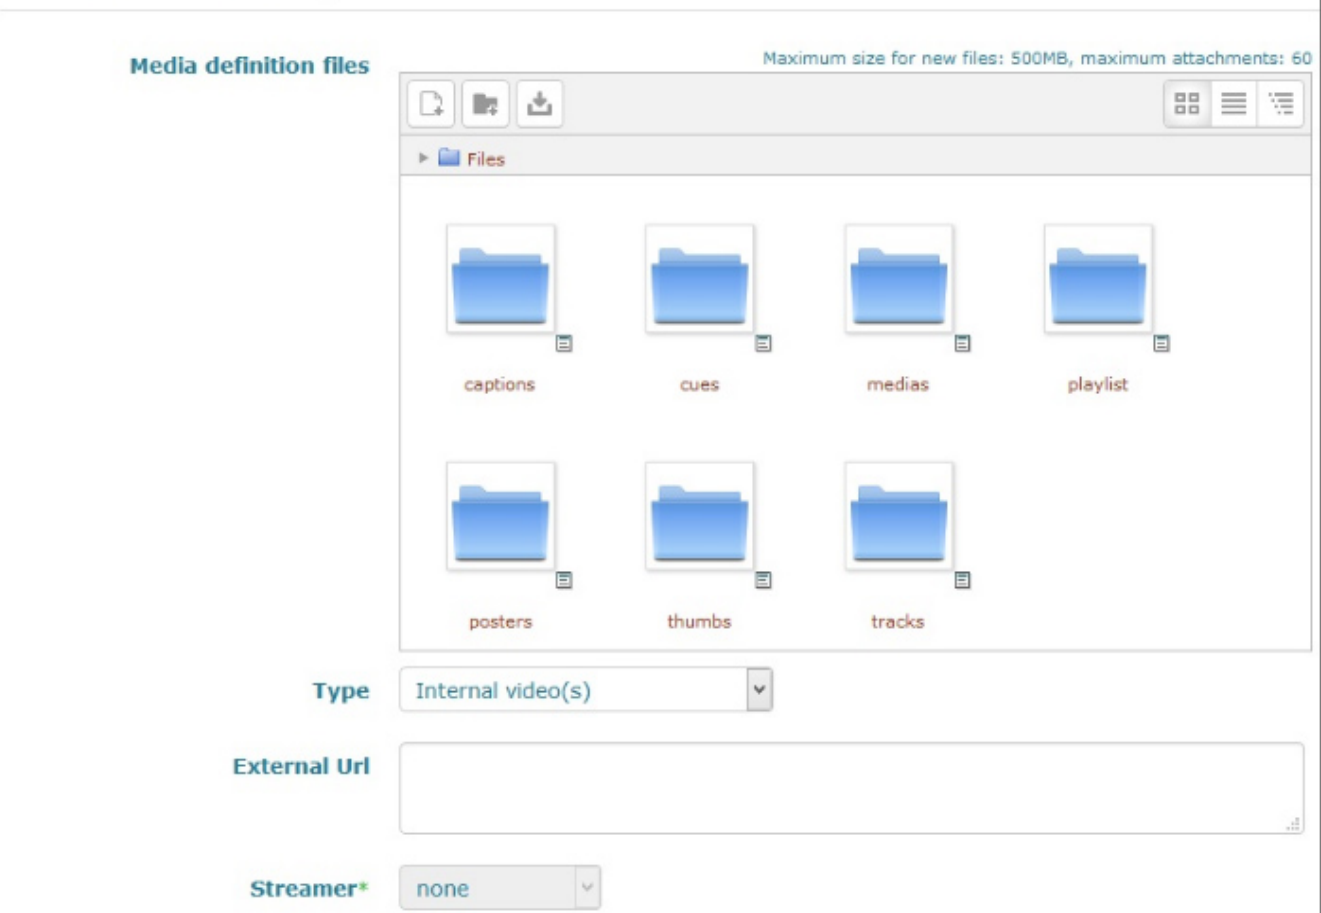 Maximum size for new files: 500MB, maximum attachments: 60
Media definition files
Files
captions cues medias playlist
posters thumbs tracks
Type Internal video(s)
External Url
Streamer* none